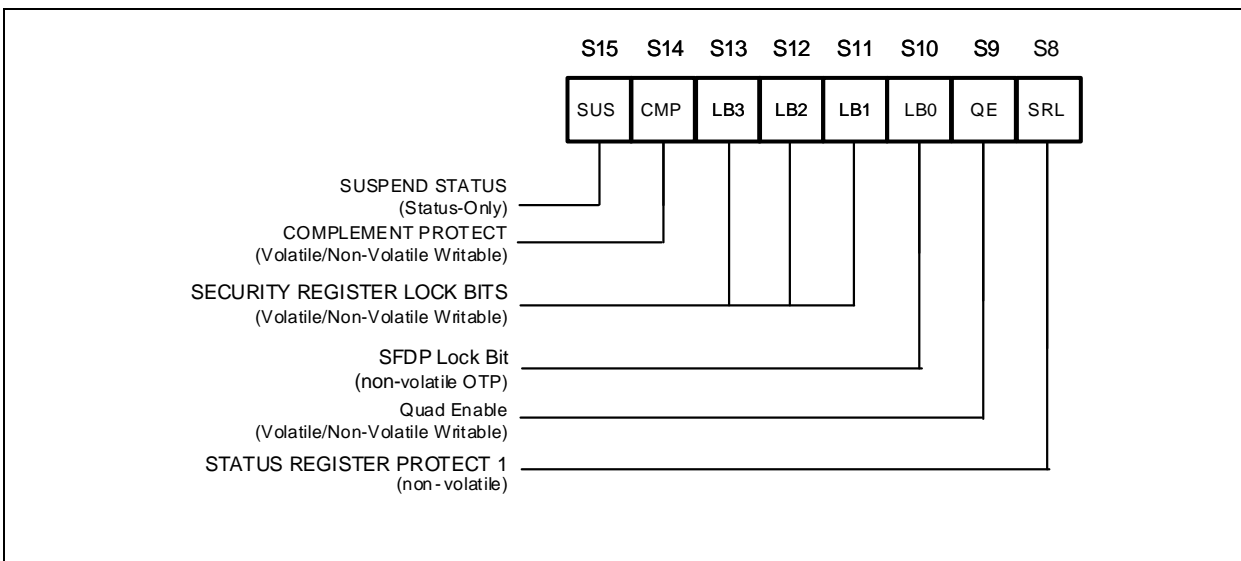 S15 S14 S13 S12 S11 S10 S9 S8
SUS CMP LB3 LB2 LB1 LB0 QE SRL
SUSPEND STATUS
(Status-Only)
COMPLEMENT PROTECT
(Volatile/Non-Volatile Writable)
SECURITY REGISTER LOCK BITS
(Volatile/Non-Volatile Writable)
SFDP Lock Bit
(non-volatile OTP)
Quad Enable
(Volatile/Non-Volatile Writable)
STATUS REGISTER PROTECT 1
(non-volatile)